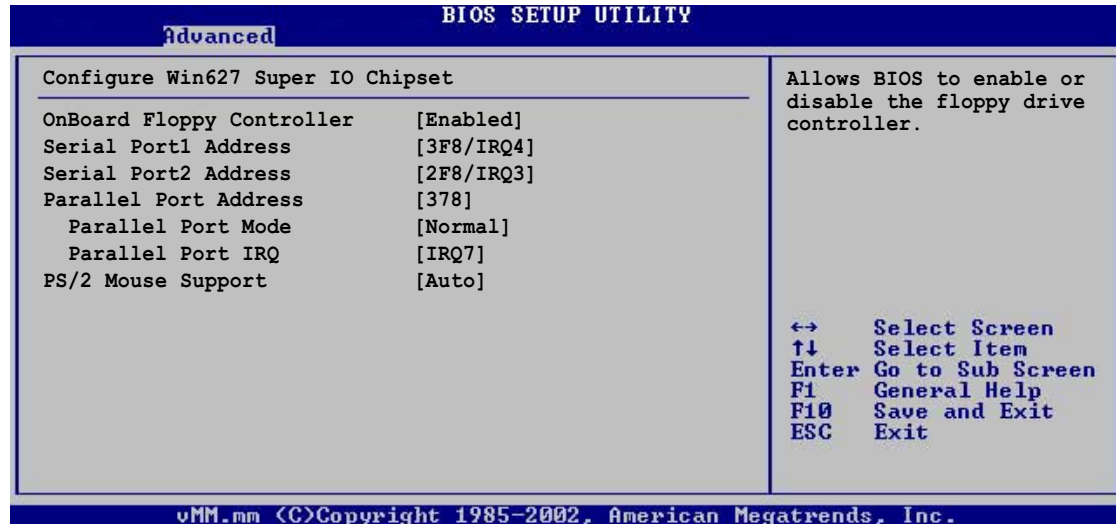 BIOS SETUP UTILITY
Advanced
Configure Win627 Super IO Chipset
OnBoard Floppy Controller [Enabled]
Serial Port1 Address [3F8/IRQ4]
Serial Port2 Address [2F8/IRQ3]
Parallel Port Address [378]
Parallel Port Mode [Normal]
Parallel Port IRQ [IRQ7]
PS/2 Mouse Support [Auto]
Allows BIOS to enable or
disable the floppy drive
controller.
←→ Select Screen
↑↓ Select Item
Enter Go to Sub Screen
F1 General Help
F10 Save and Exit
ESC Exit
vMM.mm (C)Copyright 1985-2002, American Megatrends, Inc.